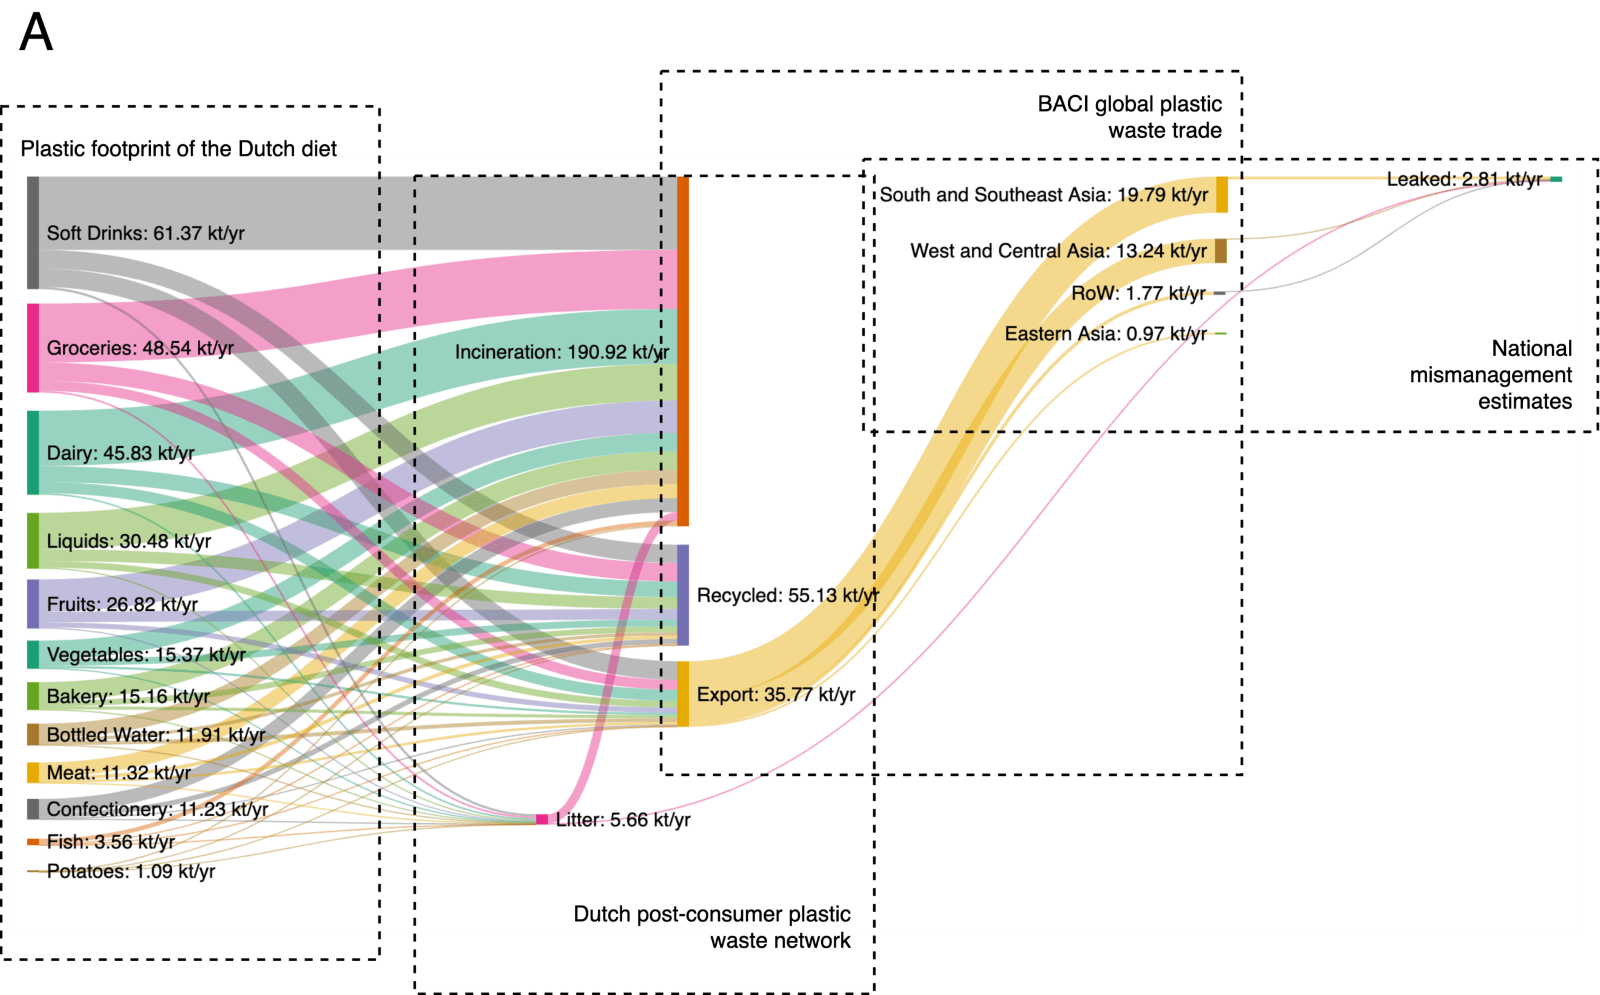 A
Plastic footprint of the Dutch diet
Soft Drinks: 61.37 kt/yr
Groceries: 48.54 kt/yr
Dairy: 45.83 kt/yr
Liquids: 30.48 kt/yr
Fruits: 26.82 kt/yr
Vegetables: 15.37 kt/yr
Bakery: 15.16 kt/yr
Bottled Water: 11.91 kt/yr
Meat: 11.32 kt/yr
Confectionery: 11.23 kt/yr
Fish: 3.56 kt/yr
Potatoes: 1.09 kt/yr
Incineration: 190.92 kt/yr
Recycled: 55.13 kt/yr
Export: 35.77 kt/yr
Litter: 5.66 kt/yr
Dutch post-consumer plastic
waste network
BACI global plastic
waste trade
South and Southeast Asia: 19.79 kt/yr
West and Central Asia: 13.24 kt/yr
RoW: 1.77 kt/yr
Eastern Asia: 0.97 kt/yr
Leaked: 2.81 kt/yr
National
mismanagement
estimates